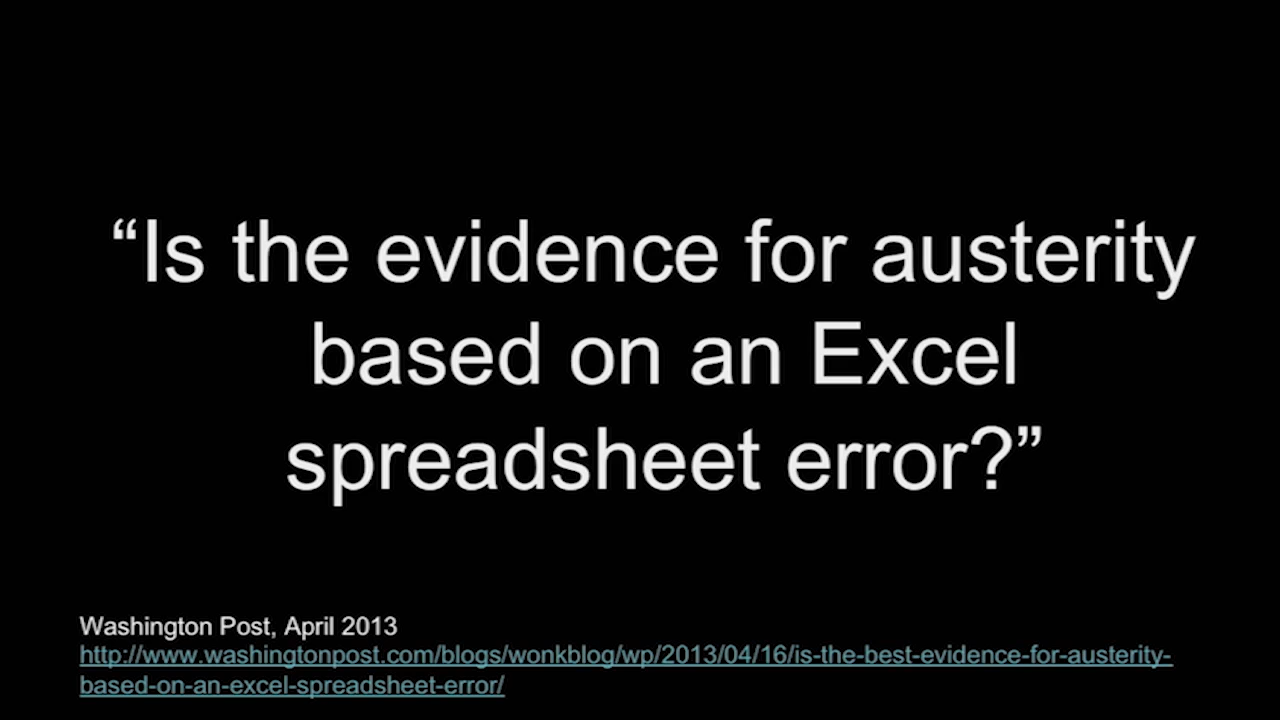 “Is the evidence for austerity
based on an Excel
spreadsheet error?”
Washington Post, April 2013
http://www.washingtonpost.com/blogs/wonkblog/wp/2013/04/16/is-the-best-evidence-for-austerity-
based-on-an-excel-spreadsheet-error/